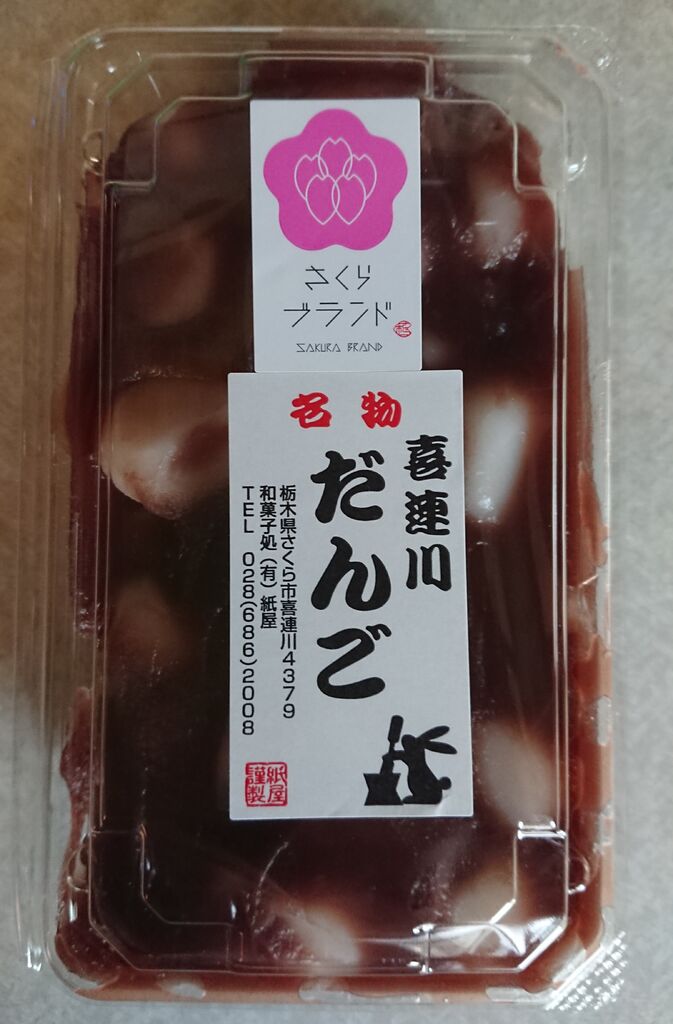 さくら
ブランド
SAKURA BRAND
名物
喜連川
だんご
栃木県さくら市喜連川4379
和菓子処(有)紙屋
TEL 028(686)2008
紙屋
謹製